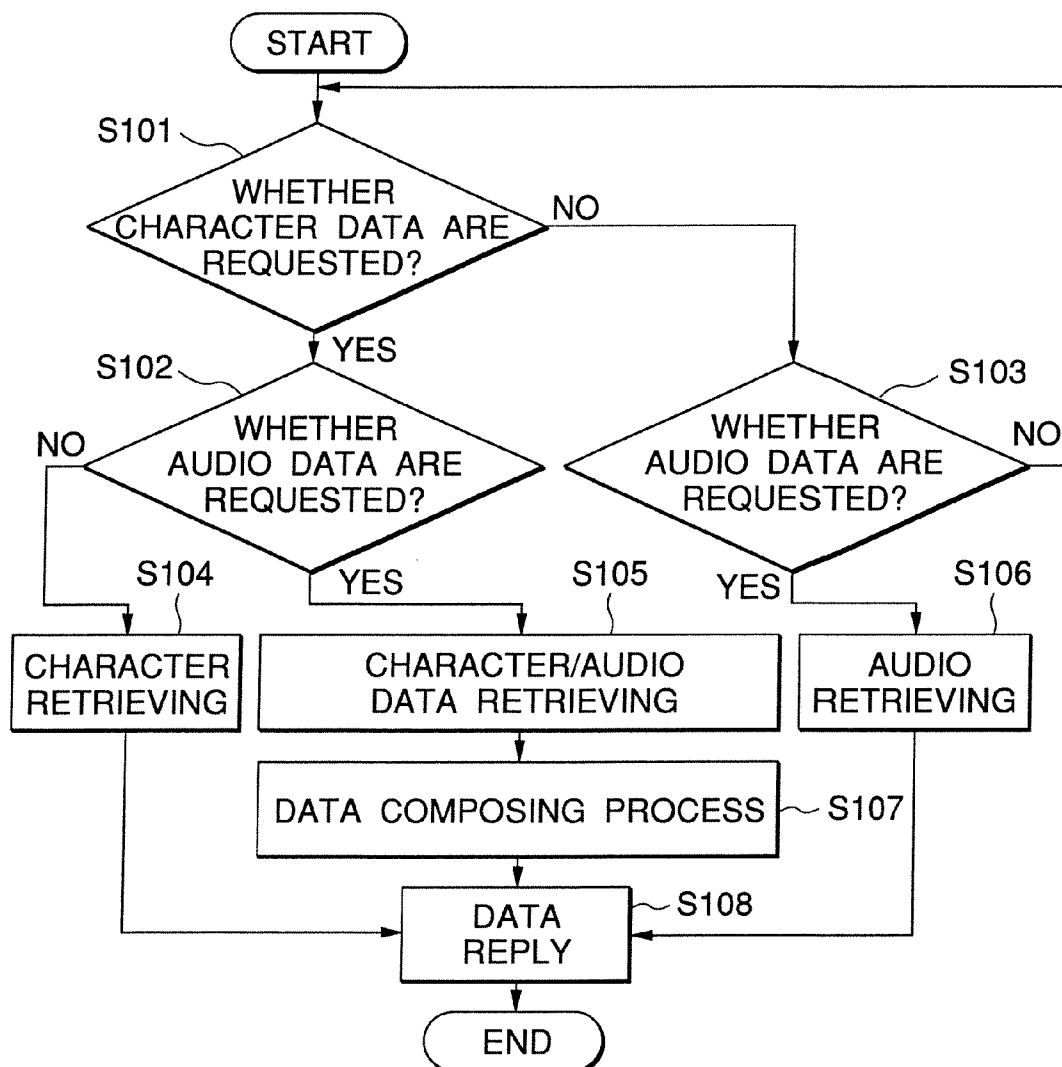 START
S101
WHETHER
CHARACTER DATA ARE
REQUESTED?
NO
YES
S102
WHETHER
AUDIO DATA ARE
REQUESTED?
NO
YES
S103
WHETHER
AUDIO DATA ARE
REQUESTED?
NO
YES
S104
CHARACTER
RETRIEVING
S105
CHARACTER/AUDIO
DATA RETRIEVING
S106
AUDIO
RETRIEVING
DATA COMPOSING PROCESS
S107
DATA
REPLY
S108
END